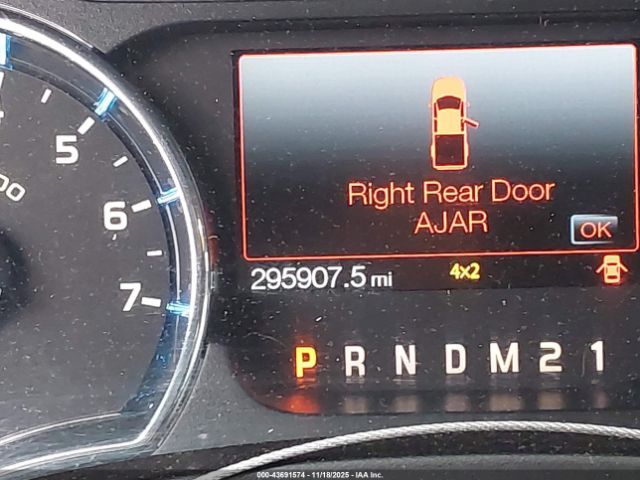 5
6
7
00
Right Rear Door
AJAR
OK
295907.5 mi
4x2
P R N D M 2 1
000-43691574 - 11/18/2025 - IAA Inc.